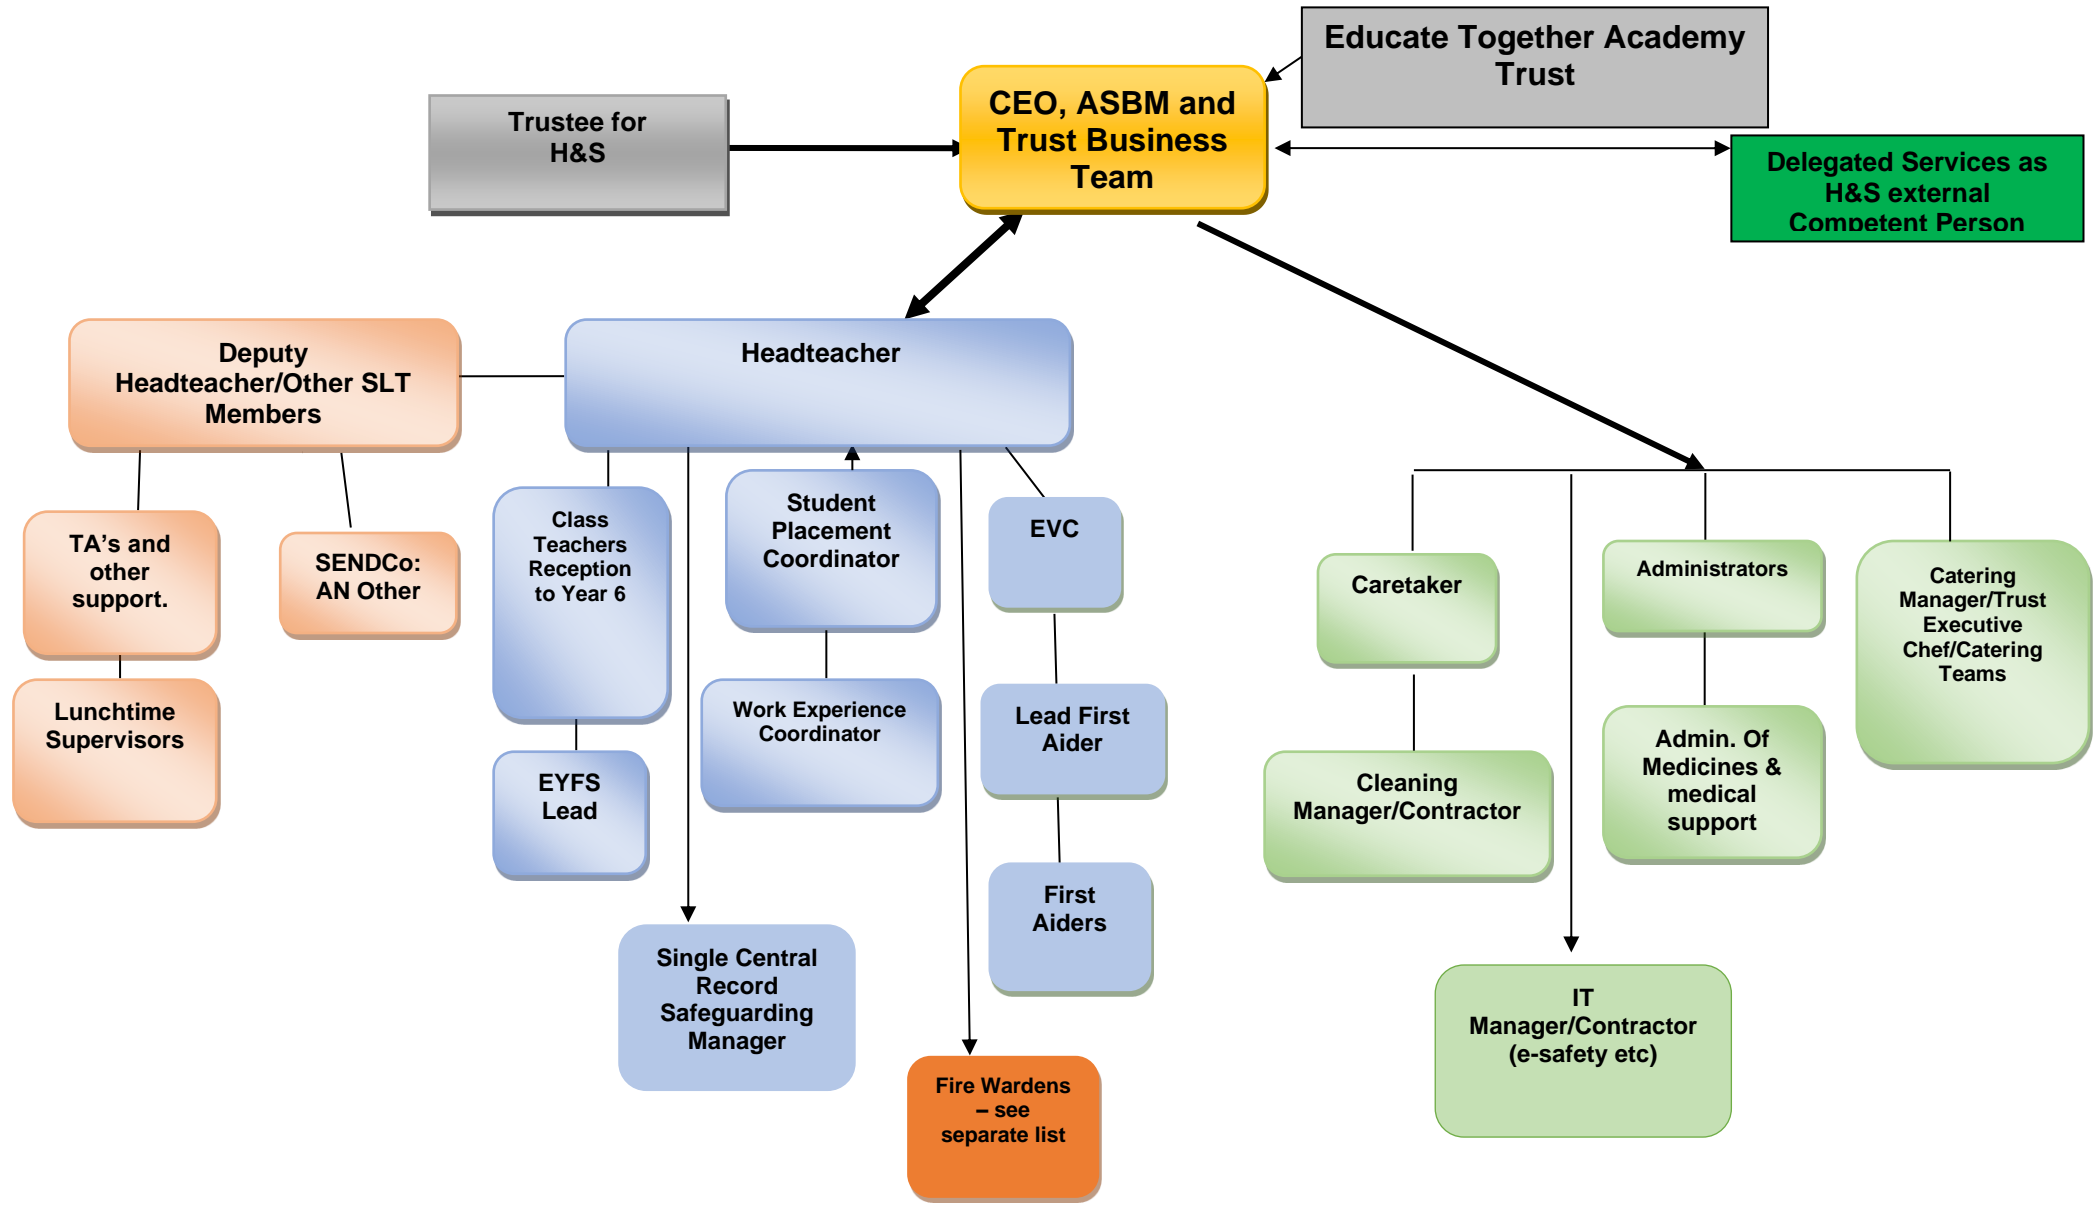 Educate Together Academy
Trust
Trustee for
H&S
CEO, ASBM and
Trust Business
Team
Delegated Services as
H&S external
Competent Person
Deputy
Headteacher/Other SLT
Members
Headteacher
TA’s and
other
support.
SENDCo:
AN Other
Class
Teachers
Reception
to Year 6
Student
Placement
Coordinator
EVC
Caretaker
Administrators
Catering
Manager/Trust
Executive
Chef/Catering
Teams
Lunchtime
Supervisors
EYFS
Lead
Work Experience
Coordinator
Lead First
Aider
Cleaning
Manager/Contractor
Admin. Of
Medicines &
medical
support
First
Aiders
Single Central
Record
Safeguarding
Manager
IT
Manager/Contractor
(e-safety etc)
Fire Wardens
– see
separate list